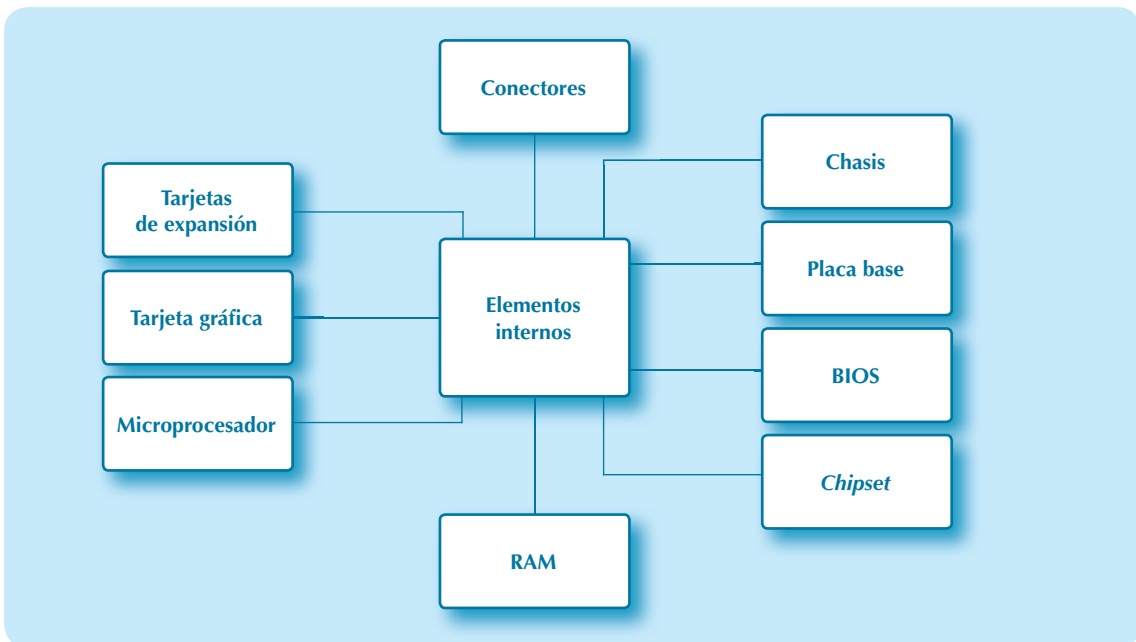 Conectores
Chasis
Tarjetas
de expansión
Placa base
Tarjeta gráfica
Elementos
internos
BIOS
Microprocesador
Chipset
RAM